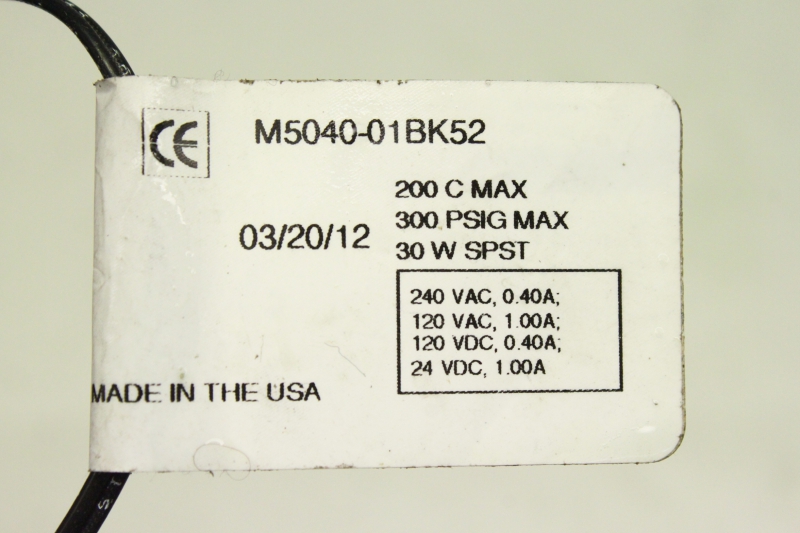 CE
M5040-01BK52
200 C MAX
300 PSIG MAX
03/20/12
30 W SPST
240 VAC, 0.40A;
120 VAC, 1.00A;
120 VDC, 0.40A;
24 VDC, 1.00A
MADE IN THE USA